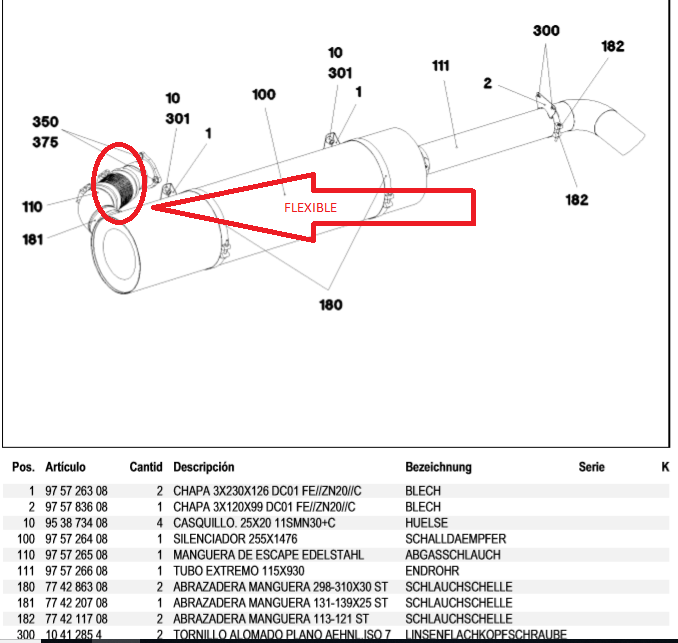 300
182
10
301
1
111
2
10
301
1
100
350
375
110
181
FLEXIBLE
182
180
Pos. Artículo Cantid Descripción Bezeichnung Serie K
1 97 57 263 08 2 CHAPA 3X230X126 DC01 FE//ZN20//C BLECH
2 97 57 836 08 1 CHAPA 3X120X99 DC01 FE//ZN20//C BLECH
10 95 38 734 08 4 CASQUILLO. 25X20 11SMN30+C HUELSE
100 97 57 264 08 1 SILENCIADOR 255X1476 SCHALLDAEMPFER
110 97 57 265 08 1 MANGUERA DE ESCAPE EDELSTAHL ABGASSCHLAUCH
111 97 57 266 08 1 TUBO EXTREMO 115X930 ENDROHR
180 77 42 863 08 2 ABRAZADERA MANGUERA 298-310X30 ST SCHLAUCHSCHELLE
181 77 42 207 08 1 ABRAZADERA MANGUERA 131-139X25 ST SCHLAUCHSCHELLE
182 77 42 117 08 2 ABRAZADERA MANGUERA 113-121 ST SCHLAUCHSCHELLE
300 10 41 285 4 2 TORNILLO ALOMADO PLANO AEHNL.ISO 7 LINSENFLACHKOPFSCHRAUBE